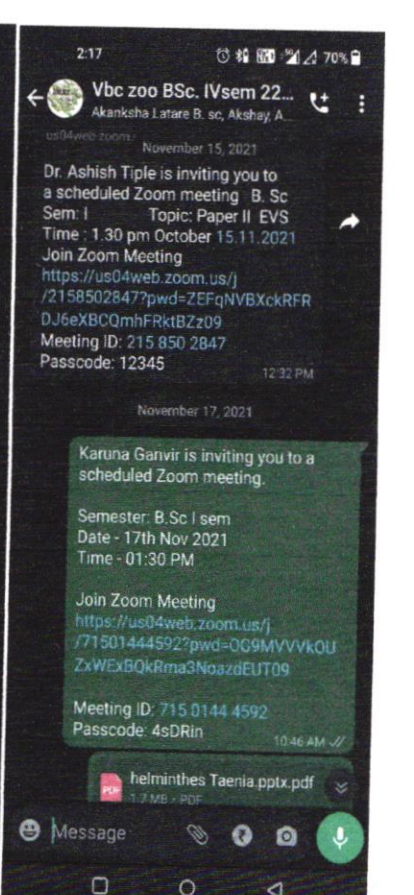 2:17
70%
Vbc zoo BSc. IVsem 22...
Akanksha Latare B. sc, Akshay, A...
us04web-zoom
November 15, 2021
Dr. Ashish Tiple is inviting you to
a scheduled Zoom meeting B. Sc
Sem: I Topic: Paper II EVS
Time : 1.30 pm October 15.11.2021
Join Zoom Meeting
https://us04web.zoom.us/j
/2158502847?pwd=ZEFqNVBXckRFR
DJ6eXBCQmhFRktBZz09
Meeting ID: 215 850 2847
Passcode: 12345
12:32 PM
November 17, 2021
Karuna Ganvir is inviting you to a
scheduled Zoom meeting.
Semester: B.Sc I sem
Date - 17th Nov 2021
Time - 01:30 PM
Join Zoom Meeting
https://us04web.zoom.us/j
/71501444592?pwd=OG9MVVVkOU
ZxWExBQkRma3NoazdEUT09
Meeting ID: 715 0144 4592
Passcode: 4sDRin
10:46 AM
PDF
helminthes Taenia.pptx.pdf
1.7 MB • PDF
Message